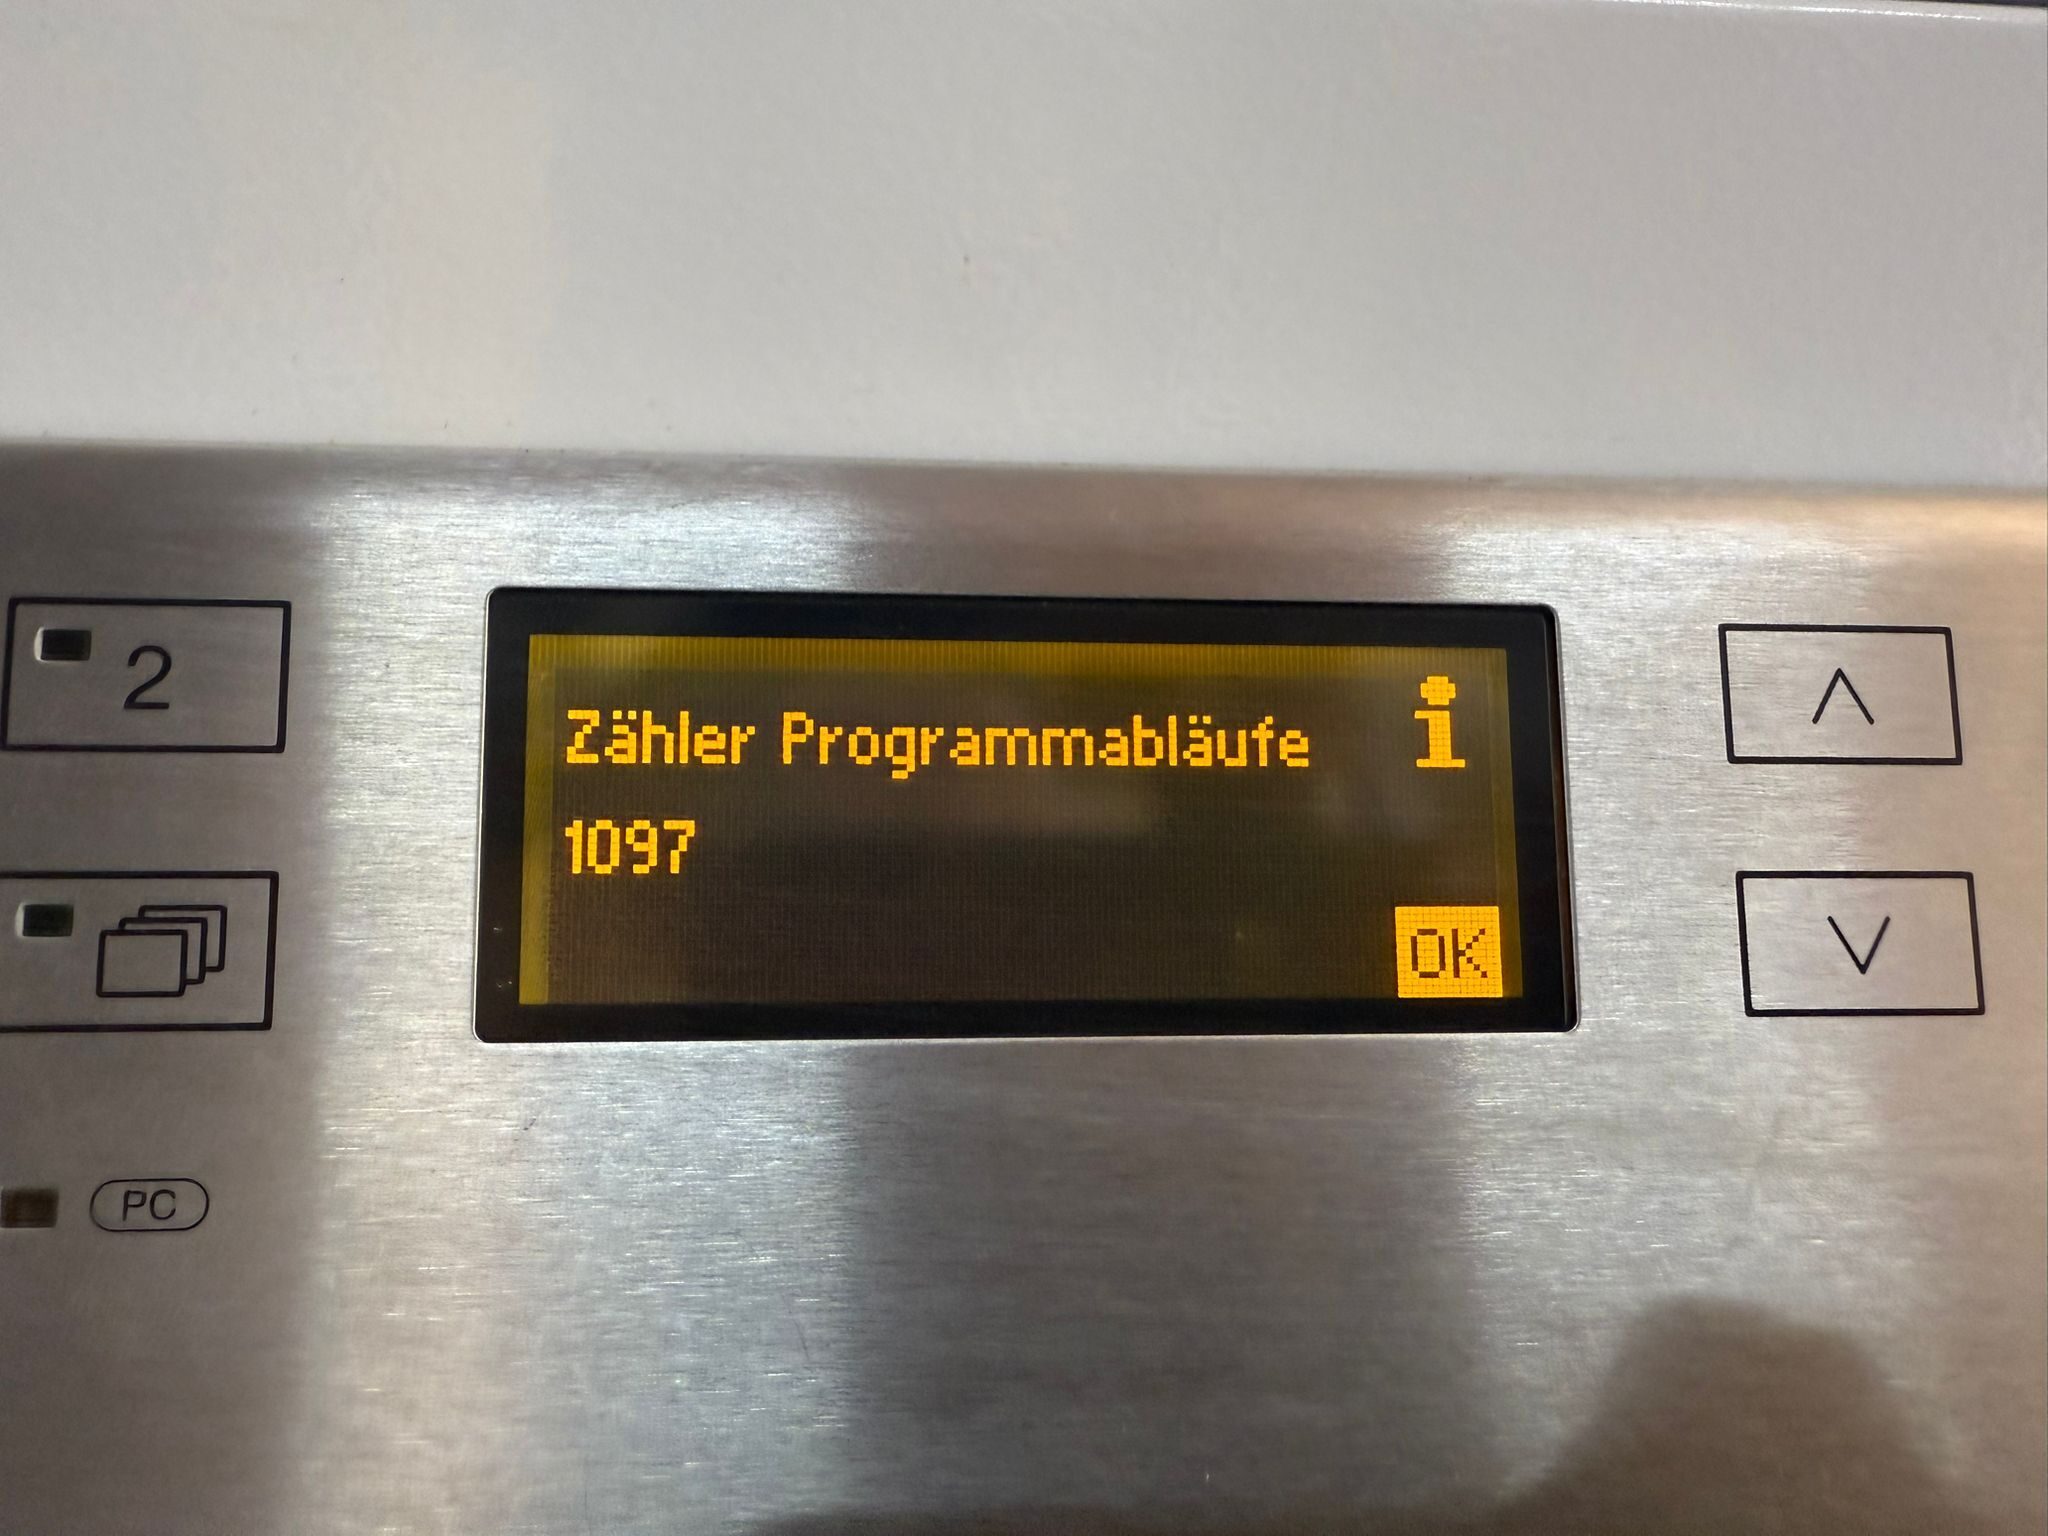 2
Zähler Programmabläufe
i
1097
OK
PC